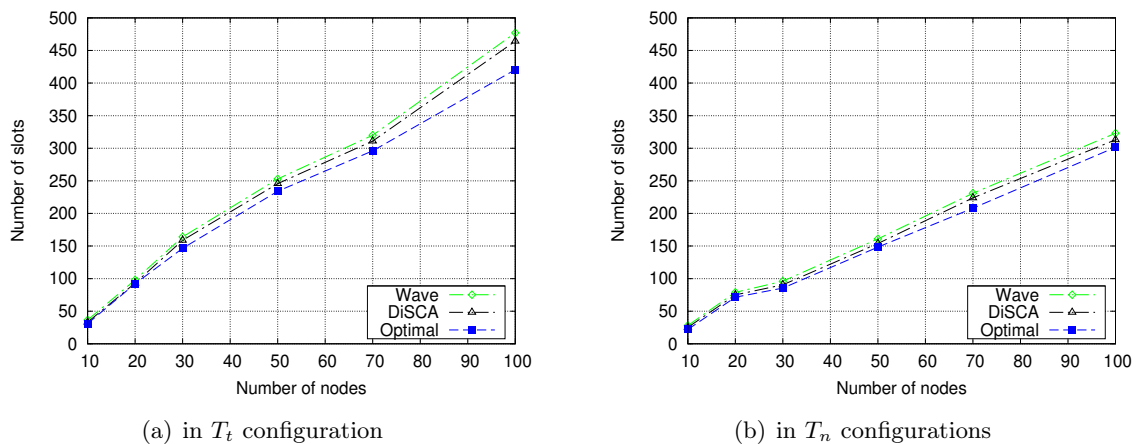 500
450
400
350
300
250
200
150
100
50
0
Number of slots
10 20 30 40 50 60 70 80 90 100
Number of nodes
Wave
DiSCA
Optimal
(a) in T_t configuration
500
450
400
350
300
250
200
150
100
50
0
Number of slots
10 20 30 40 50 60 70 80 90 100
Number of nodes
Wave
DiSCA
Optimal
(b) in T_n configurations